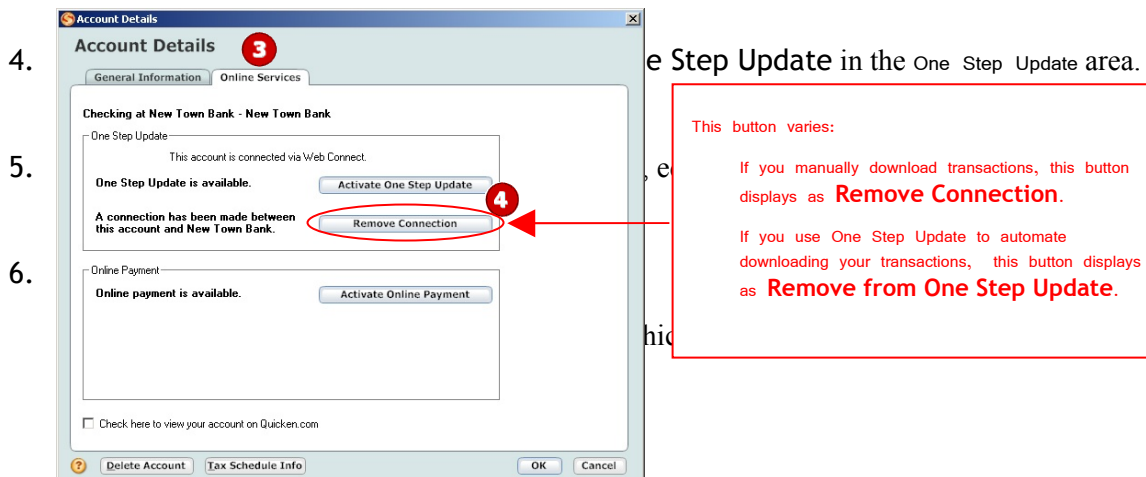 Account Details
Account Details
3
4.
e Step Update in the One Step Update area.
General Information Online Services
Checking at New Town Bank - New Town Bank
One Step Update
This account is connected via Web Connect.
One Step Update is available. Activate One Step Update
4
A connection has been made between
this account and New Town Bank. Remove Connection
5.
This button varies:
If you manually download transactions, this button
displays as Remove Connection.
If you use One Step Update to automate
downloading your transactions, this button displays
as Remove from One Step Update.
6.
Online Payment
Online payment is available. Activate Online Payment
Check here to view your account on Quicken.com
? Delete Account Tax Schedule Info OK Cancel